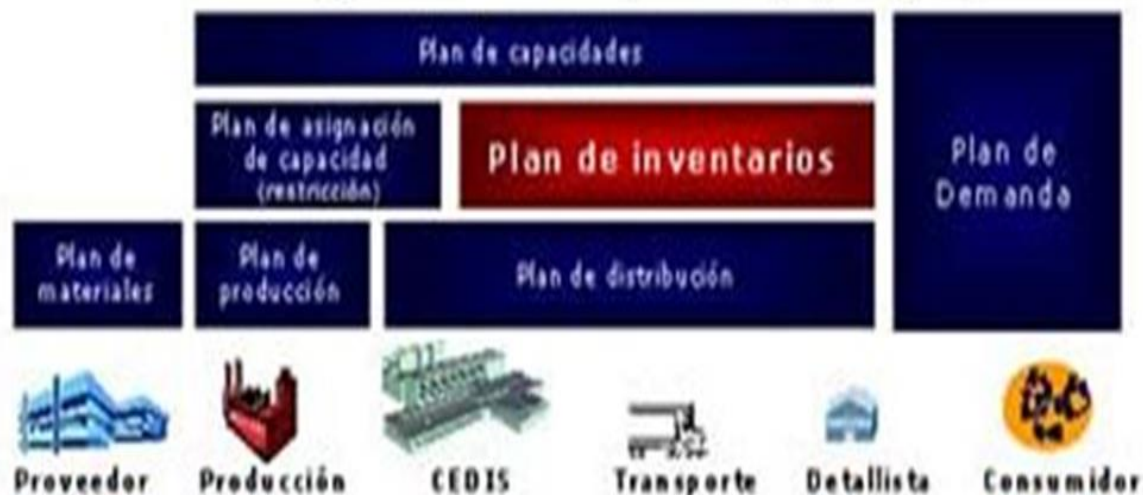 Plan de capacidades
Plan de asignación
de capacidad
(restricción)
Plan de inventarios
Plan de
Demanda
Plan de
materiales
Plan de
producción
Plan de distribución
Proveedor
Producción
CEDIS
Transporte
Detallista
Consumidor